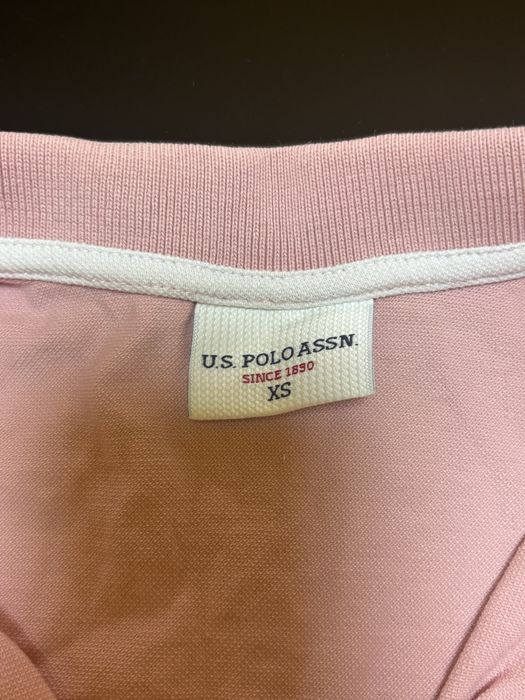 U.S. POLO ASSN.
SINCE 1890
XS